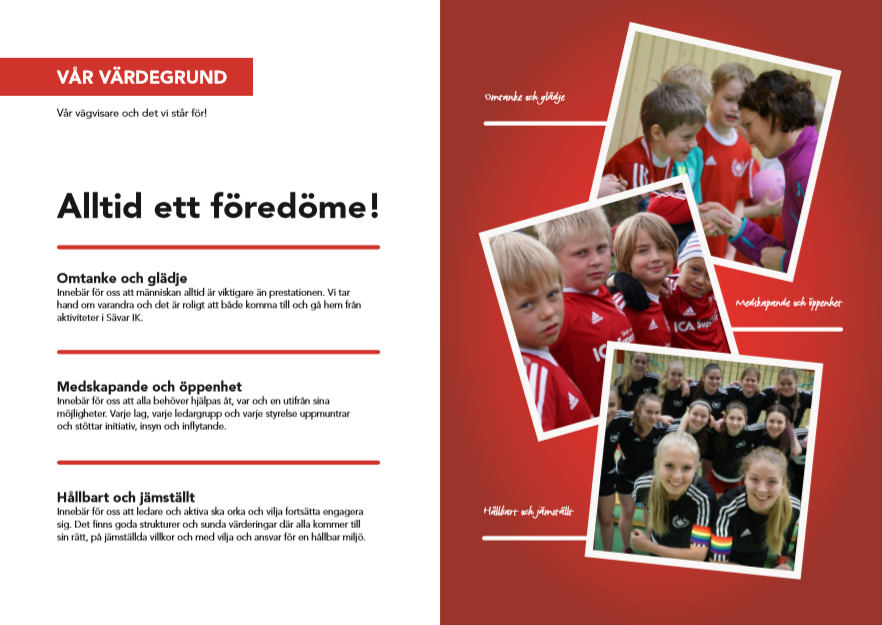 VÅR VÄRDEGRUND
Vår vägvisare och det vi står för!
Alltid ett föredöme!
Omtanke och glädje
Innebär för oss att människan alltid är viktigare än prestationen. Vi tar
hand om varandra och det är roligt att både komma till och gå hem från
aktiviteter i Sävar IK.
Medskapande och öppenhet
Innebär för oss att alla behöver hjälpas åt, var och en utifrån sina
möjligheter. Varje lag, varje ledargrupp och varje styrelse uppmuntrar
och stöttar initiativ, insyn och inflytande.
Hållbart och jämställt
Innebär för oss att ledare och aktiva ska orka och vilja fortsätta engagera
sig. Det finns goda strukturer och sunda värderingar där alla kommer till
sin rätt, på jämställda villkor och med vilja och ansvar för en hållbar miljö.
Omtanke och glädje
Medskapande och öppenhet
ICA
Hållbart och jämställt